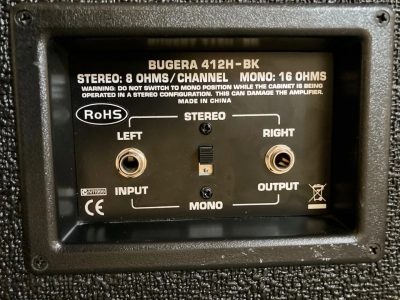 BUGERA 412H-BK
STEREO: 8 OHMS/CHANNEL MONO: 16 OHMS
WARNING: DO NOT SWITCH TO MONO POSITION WHILE THE CABINET IS BEING
OPERATED IN A STEREO CONFIGURATION. THIS CAN DAMAGE THE AMPLIFIER.
MADE IN CHINA
RoHS
STEREO
LEFT
RIGHT
INPUT
OUTPUT
MONO
CE